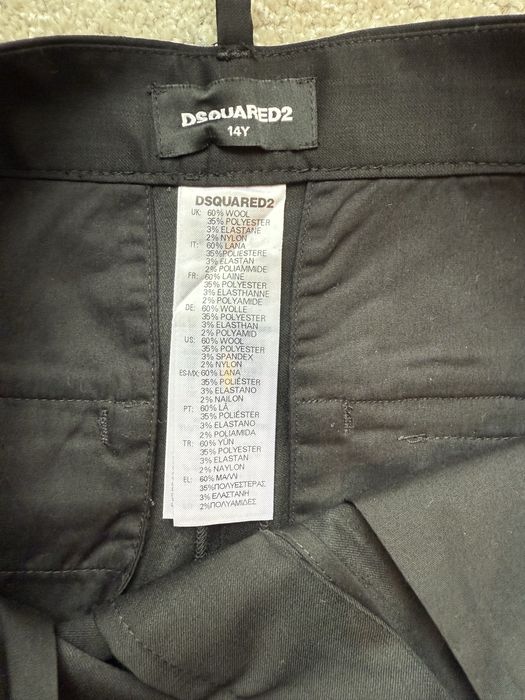 DSQUARED2
14Y
DSQUARED2
UK: 60% WOOL
35% POLYESTER
3% ELASTANE
2% NYLON
IT: 60% LANA
35%POLIESTERE
3% ELASTAN
2% POLIAMMIDE
FR: 60% LAINE
35% POLYESTER
3% ELASTHANNE
2% POLYAMIDE
DE: 60% WOLLE
35% POLYESTER
3% ELASTHAN
2% POLYAMID
US: 60% WOOL
35% POLYESTER
3% SPANDEX
2% NYLON
ES-MX: 60% LANA
35% POLIÉSTER
3% ELASTANO
2% NAILON
PT: 60% LÃ
35% POLIÉSTER
3% ELASTANO
2% POLIAMIDA
TR: 60% YÜN
35% POLYESTER
3% ELASTAN
2% NAYLON
EL: 60% ΜΑΛΛΙ
35%ΠΟΛΥΕΣΤΕΡΑΣ
3% ΕΛΑΣΤΑΝΗ
2%ΠΟΛΥΑΜΙΔΕΣ